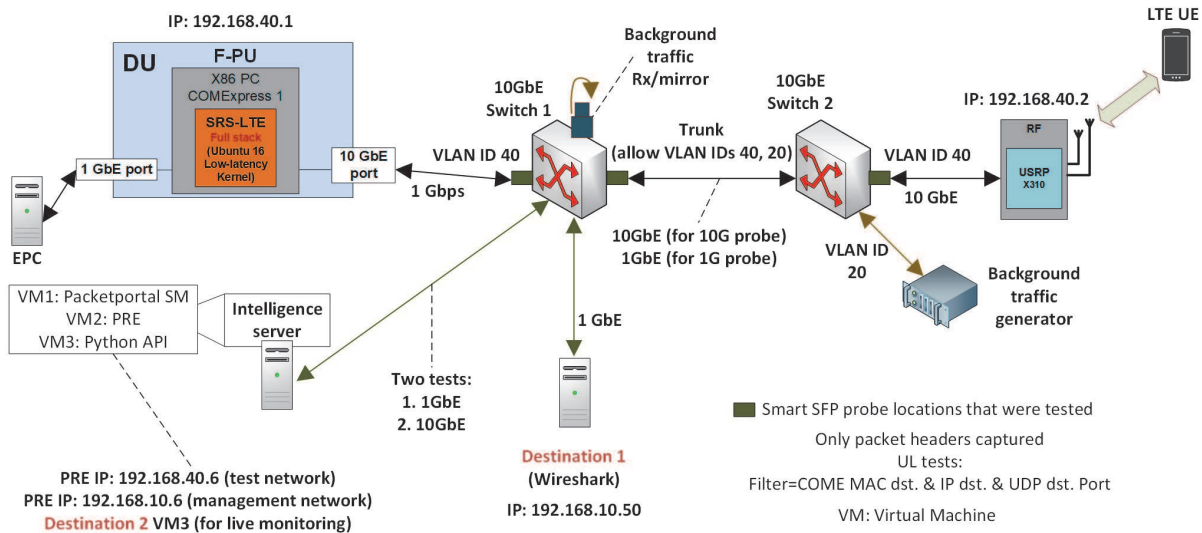 IP: 192.168.40.1
DU
F-PU
X86 PC
COMExpress 1
SRS-LTE
Full stack
(Ubuntu 16
Low-latency
Kernel)
1 GbE port
10 GbE
port
EPC
VLAN ID 40
1 Gbps
10GbE
Switch 1
Background
traffic
Rx/mirror
Trunk
(allow VLAN IDs 40, 20)
10GbE (for 10G probe)
1GbE (for 1G probe)
10GbE
Switch 2
VLAN ID 40
10 GbE
IP: 192.168.40.2
RF
USRP
X310
LTE UE
VLAN ID
20
Background
traffic
generator
VM1: Packetportal SM
VM2: PRE
VM3: Python API
Intelligence
server
Two tests:
1. 1GbE
2. 10GbE
1 GbE
Destination 1
(Wireshark)
IP: 192.168.10.50
PRE IP: 192.168.40.6 (test network)
PRE IP: 192.168.10.6 (management network)
Destination 2 VM3 (for live monitoring)
Smart SFP probe locations that were tested
Only packet headers captured
UL tests:
Filter=COME MAC dst. & IP dst. & UDP dst. Port
VM: Virtual Machine